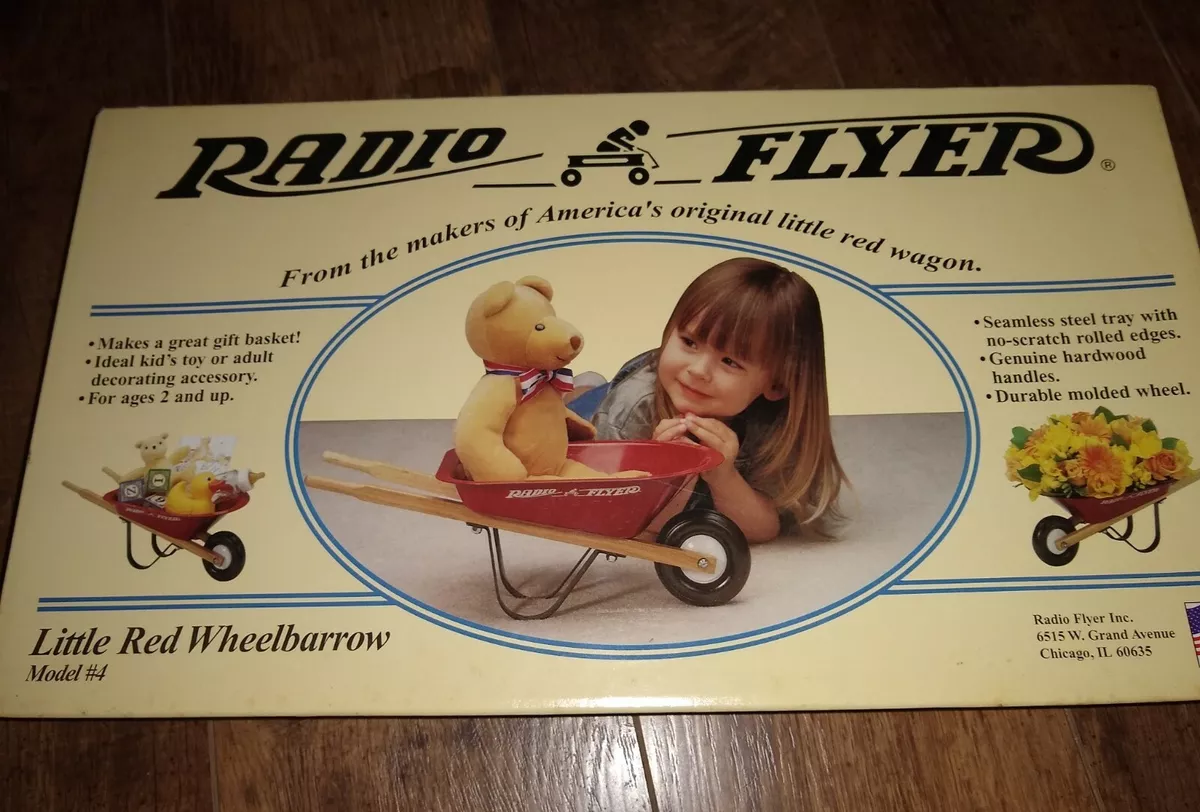 RADIO FLYER®
From the makers of America's original little red wagon.
• Makes a great gift basket!
• Ideal kid's toy or adult
decorating accessory.
• For ages 2 and up.
• Seamless steel tray with
no-scratch rolled edges.
• Genuine hardwood
handles.
• Durable molded wheel.
RADIO FLYER
RADIO FLYER
Little Red Wheelbarrow
Model #4
Radio Flyer Inc.
6515 W. Grand Avenue
Chicago, IL 60635